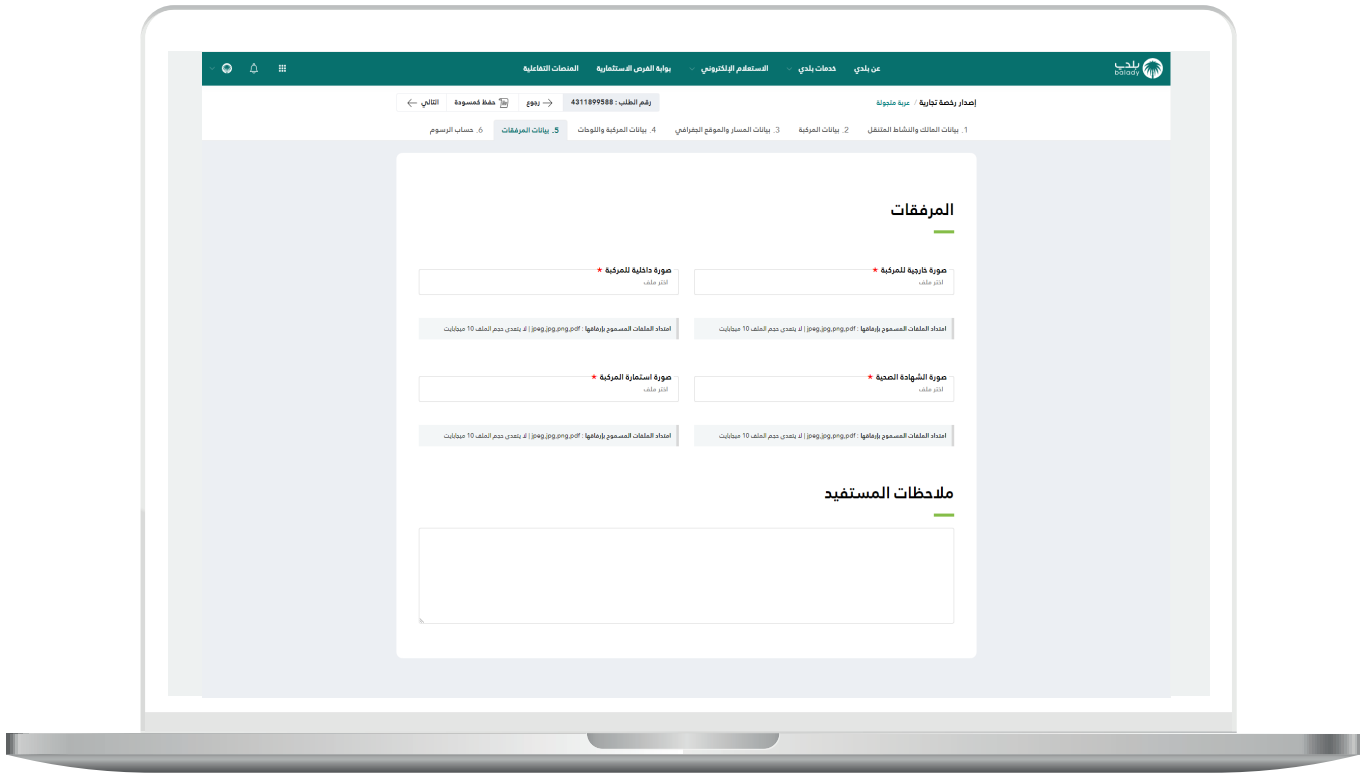 بلدي
balady
عن بلدي
خدمات بلدي
الاستعلام الإلكتروني
بوابة الفرص الاستثمارية
المنصات التفاعلية
إصدار رخصة تجارية / عربة متجولة
رقم الطلب : 4311899588
رجوع
حفظ كمسودة
التالي
1. بيانات المالك والنشاط المتنقل
2. بيانات المركبة
3. بيانات المسار والموقع الجغرافي
4. بيانات المركبة واللوحات
5. بيانات المرفقات
6. حساب الرسوم
المرفقات
صورة خارجية للمركبة *
اختر ملف
صورة داخلية للمركبة *
اختر ملف
امتداد الملفات المسموح بإرفاقها : jpeg,jpg,png,pdf | لا يتعدى حجم الملف 10 ميجابايت
امتداد الملفات المسموح بإرفاقها : jpeg,jpg,png,pdf | لا يتعدى حجم الملف 10 ميجابايت
صورة الشهادة الصحية *
اختر ملف
صورة استمارة المركبة *
اختر ملف
امتداد الملفات المسموح بإرفاقها : jpeg,jpg,png,pdf | لا يتعدى حجم الملف 10 ميجابايت
امتداد الملفات المسموح بإرفاقها : jpeg,jpg,png,pdf | لا يتعدى حجم الملف 10 ميجابايت
ملاحظات المستفيد